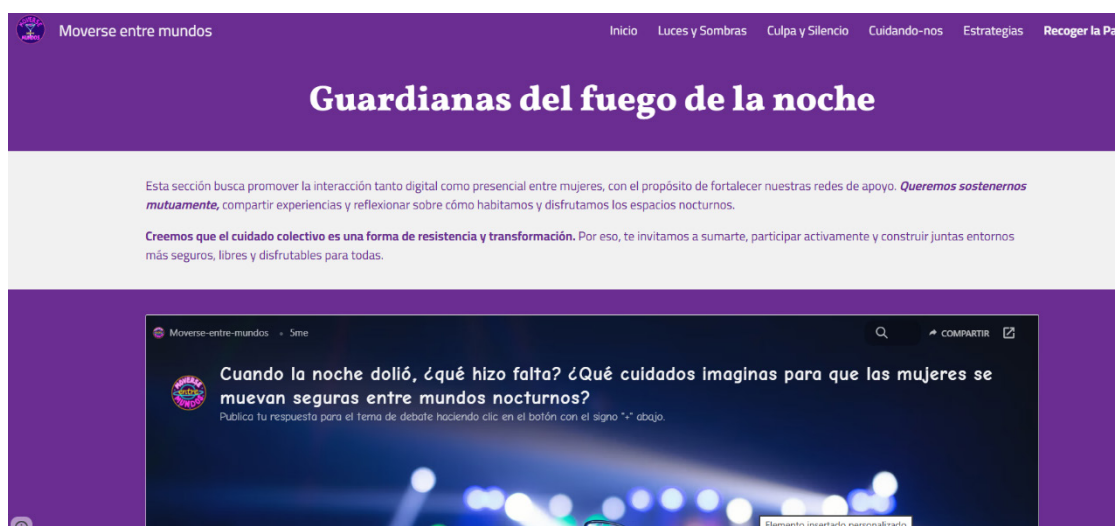 Moverse entre mundos
Inicio Luces y Sombras Culpa y Silencio Cuidando-nos Estrategias Recoger la Pa
Guardianas del fuego de la noche
Esta sección busca promover la interacción tanto digital como presencial entre mujeres, con el propósito de fortalecer nuestras redes de apoyo. Queremos sostenernos
mutuamente, compartir experiencias y reflexionar sobre cómo habitamos y disfrutamos los espacios nocturnos.
Creemos que el cuidado colectivo es una forma de resistencia y transformación. Por eso, te invitamos a sumarte, participar activamente y construir juntas entornos
más seguros, libres y disfrutables para todas.
Moverse-entre-mundos • 5me
COMPARTIR
Cuando la noche dolió, ¿qué hizo falta? ¿Qué cuidados imaginas para que las mujeres se
muevan seguras entre mundos nocturnos?
Publica tu respuesta para el tema de debate haciendo clic en el botón con el signo "+" abajo.
MOVERSE
entre
MUNDOS
Elemento insertado personalizado